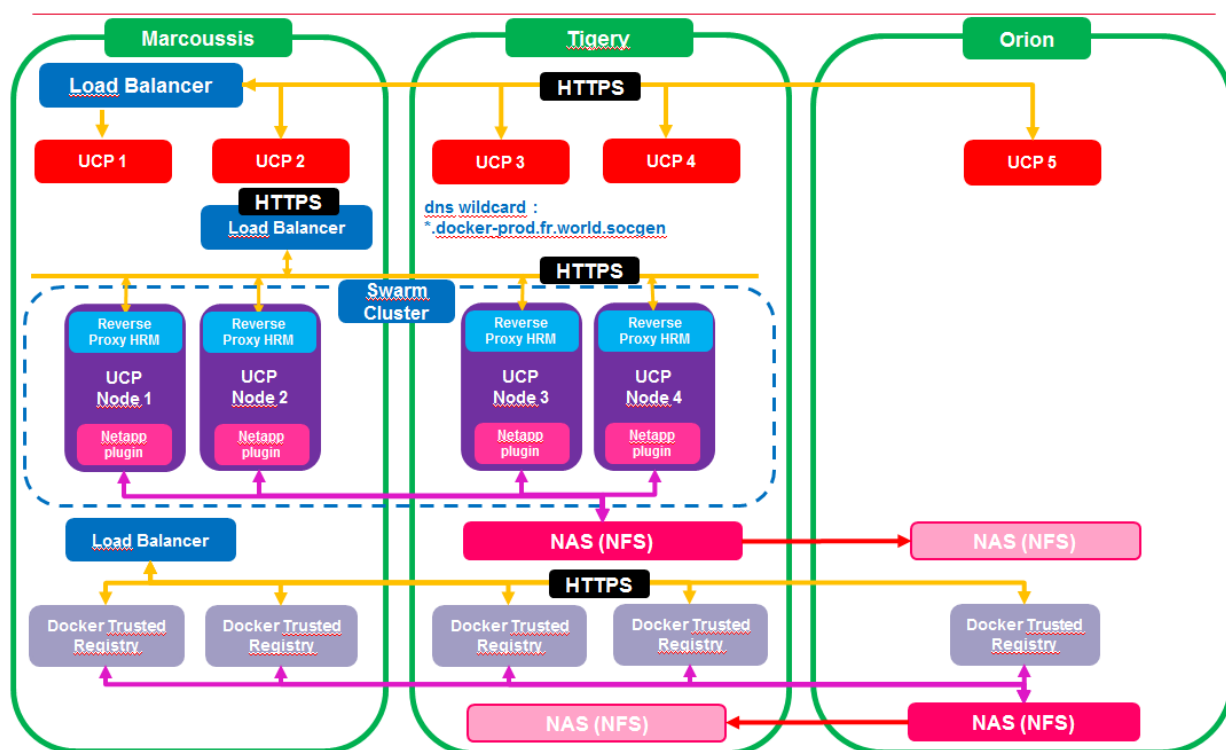 Marcoussis
Tigery
Orion
Load Balancer
HTTPS
UCP 1
UCP 2
UCP 3
UCP 4
UCP 5
HTTPS
Load Balancer
dns wildcard :
*.docker-prod.fr.world.socgen
HTTPS
Swarm
Cluster
Reverse
Proxy HRM
Reverse
Proxy HRM
Reverse
Proxy HRM
Reverse
Proxy HRM
UCP
Node 1
UCP
Node 2
UCP
Node 3
UCP
Node 4
Netapp
plugin
Netapp
plugin
Netapp
plugin
Netapp
plugin
Load Balancer
NAS (NFS)
NAS (NFS)
HTTPS
Docker Trusted
Registry
Docker Trusted
Registry
Docker Trusted
Registry
Docker Trusted
Registry
Docker Trusted
Registry
NAS (NFS)
NAS (NFS)